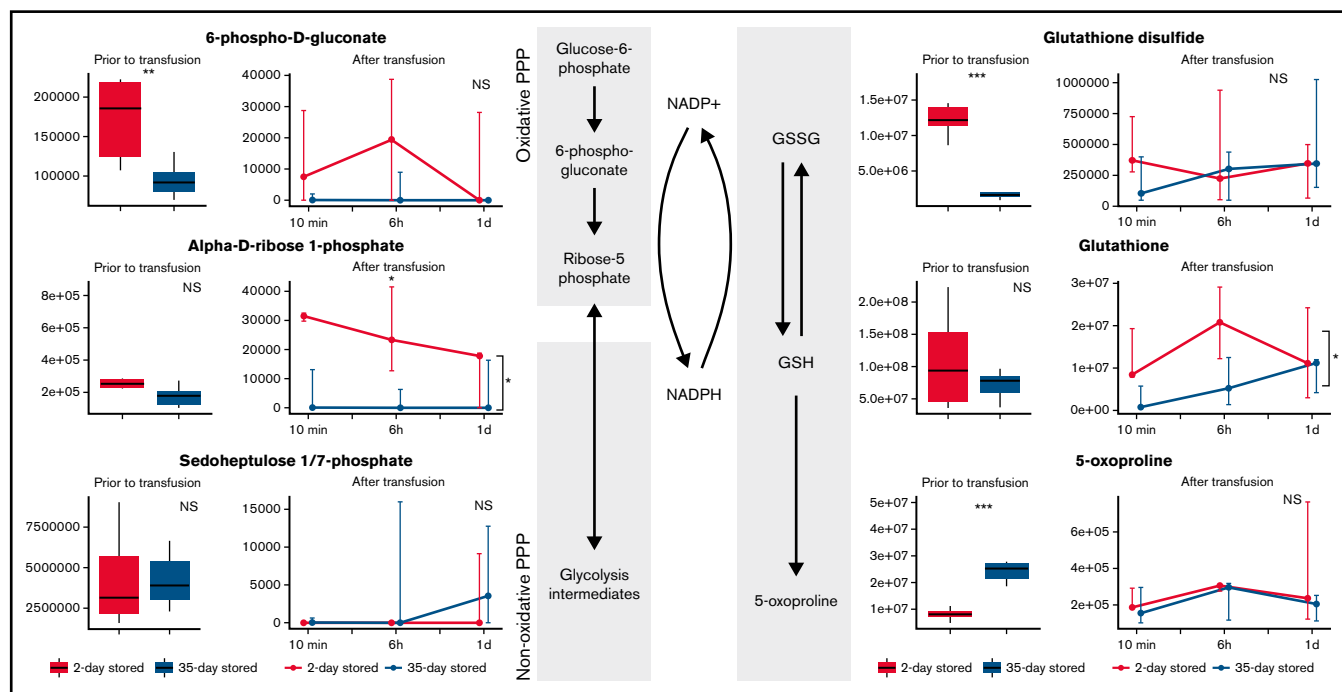 6-phospho-D-gluconate
Prior to transfusion
**
200000
150000
100000
After transfusion
NS
40000
30000
20000
10000
0
10 min
6h
1d
Alpha-D-ribose 1-phosphate
Prior to transfusion
NS
8e+05
6e+05
4e+05
2e+05
After transfusion
*
30000
20000
10000
0
*
10 min
6h
1d
Sedoheptulose 1/7-phosphate
Prior to transfusion
NS
7500000
2500000
After transfusion
NS
15000
10000
5000
0
10 min
6h
1d
2-day stored
35-day stored
2-day stored
35-day stored
Oxidative PPP
Glucose-6-
phosphate
6-phospho-
gluconate
Ribose-5
phosphate
Non-oxidative PPP
Glycolysis
intermediates
NADP+
NADPH
GSSG
GSH
5-oxoproline
Glutathione disulfide
Prior to transfusion
***
1.5e+07
1.0e+07
5.0e+06
After transfusion
NS
1000000
750000
500000
250000
0
10 min
6h
1d
Glutathione
Prior to transfusion
NS
2.0e+08
1.5e+08
1.0e+08
5.0e+07
After transfusion
3e+07
2e+07
1e+07
0e+00
*
10 min
6h
1d
5-oxoproline
Prior to transfusion
***
5e+07
4e+07
3e+07
2e+07
1e+07
After transfusion
NS
6e+05
4e+05
2e+05
10 min
6h
1d
2-day stored
35-day stored
2-day stored
35-day stored